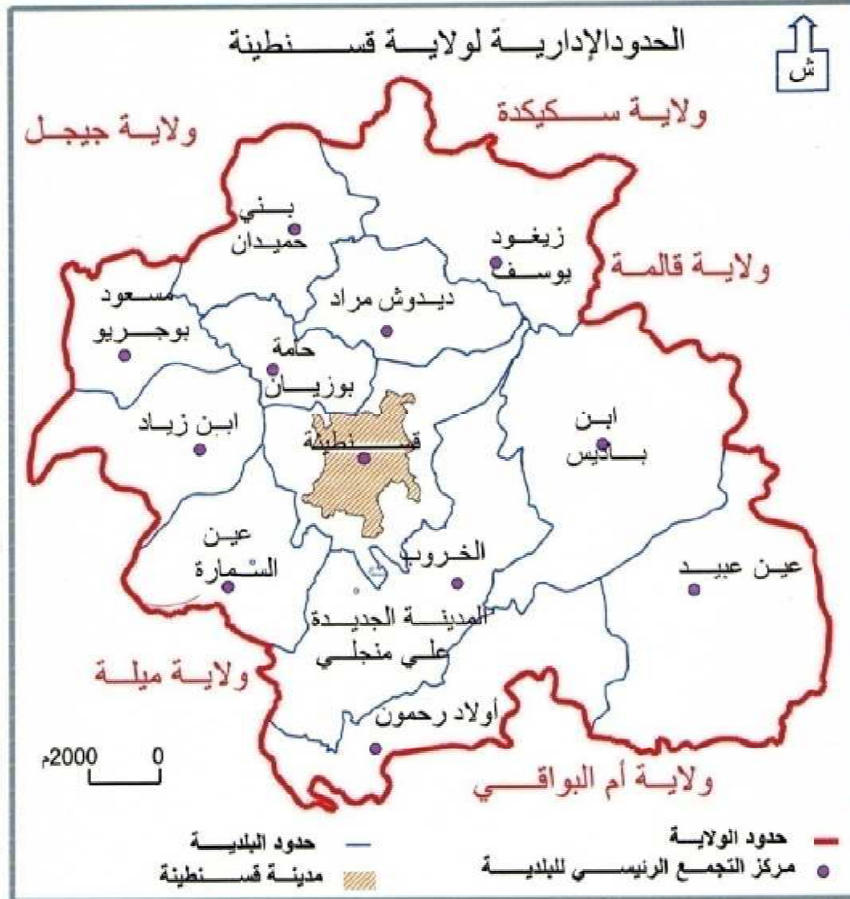 الحدود الإدارية لولاية قسنطينة
ش
ولاية سكيكدة
ولاية جيجل
بني
حميدان
زيغود
يوسف
ولاية قالمة
مسعود
بوجريو
ديدوش مراد
حامة
بوزيان
ابن زياد
قسنطينة
ابن
باديس
عين
السمارة
الخروب
عين عبيد
المدينة الجديدة
علي منجلي
ولاية ميلة
أولاد رحمون
ولاية أم البواقي
0 2000م
حدود الولاية
حدود البلدية
مركز التجمع الرئيسي للبلدية
مدينة قسنطينة